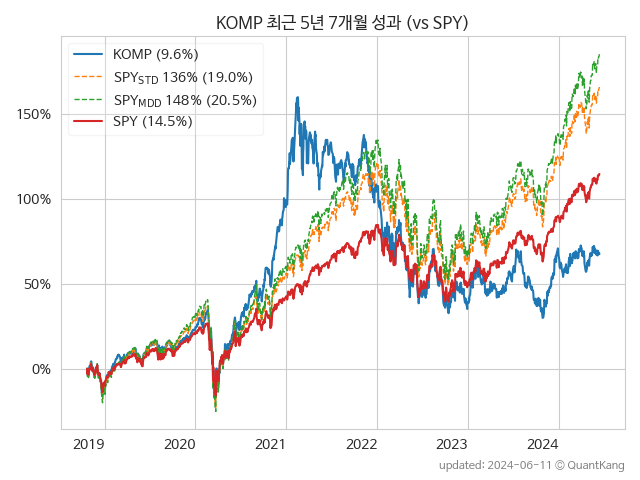 KOMP 최근 5년 7개월 성과 (vs SPY)
KOMP (9.6%)
SPY_STD 136% (19.0%)
SPY_MDD 148% (20.5%)
SPY (14.5%)
150%
100%
50%
0%
2019 2020 2021 2022 2023 2024
updated: 2024-06-11 © QuantKang